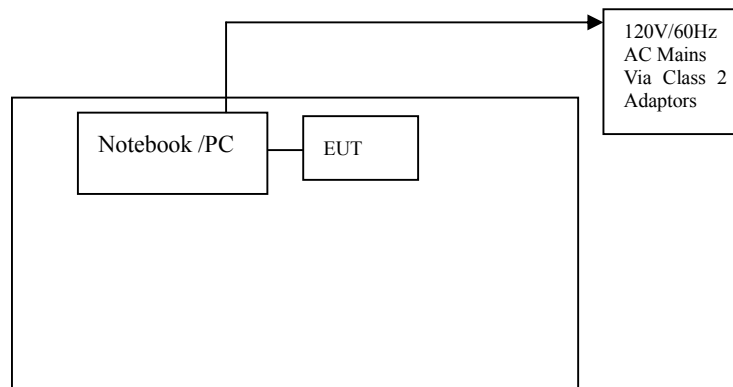 120V/60Hz
AC Mains
Via Class 2
Adaptors
Notebook /PC
EUT